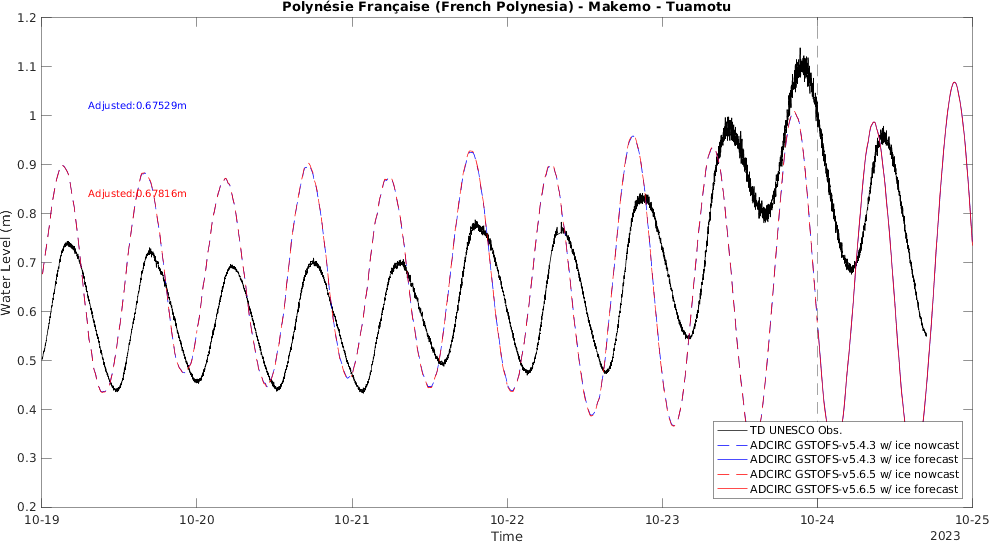 Polynésie Française (French Polynesia) - Makemo - Tuamotu
1.2
1.1
1
0.9
0.8
0.7
0.6
0.5
0.4
0.3
0.2
Water Level (m)
Adjusted:0.67529m
Adjusted:0.67816m
TD UNESCO Obs.
ADCIRC GSTOFS-v5.4.3 w/ ice nowcast
ADCIRC GSTOFS-v5.4.3 w/ ice forecast
ADCIRC GSTOFS-v5.6.5 w/ ice nowcast
ADCIRC GSTOFS-v5.6.5 w/ ice forecast
10-19 10-20 10-21 10-22 10-23 10-24 10-25
Time
2023